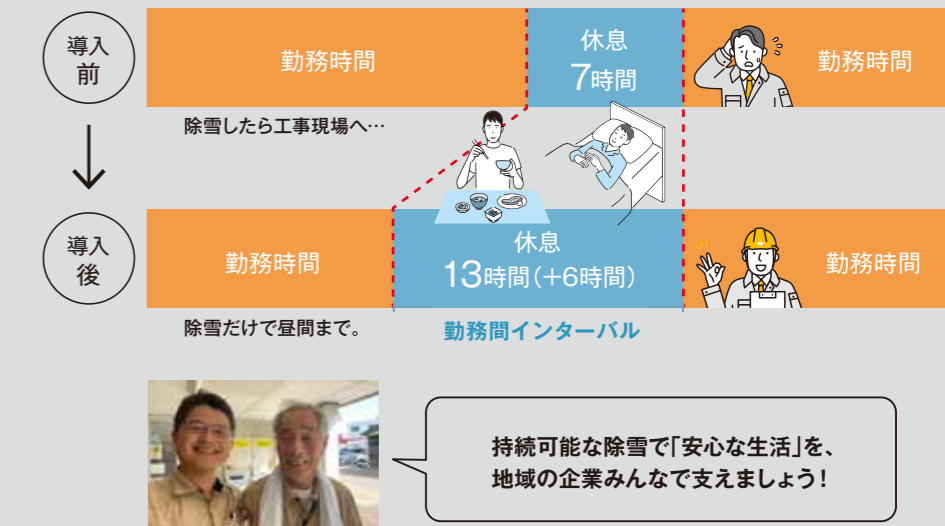 導入
前
勤務時間
休息
7時間
勤務時間
除雪したら工事現場へ…
導入
後
勤務時間
休息
13時間(+6時間)
勤務時間
除雪だけで昼間まで。
勤務間インターバル
持続可能な除雪で「安心な生活」を、
地域の企業みんなで支えましょう!